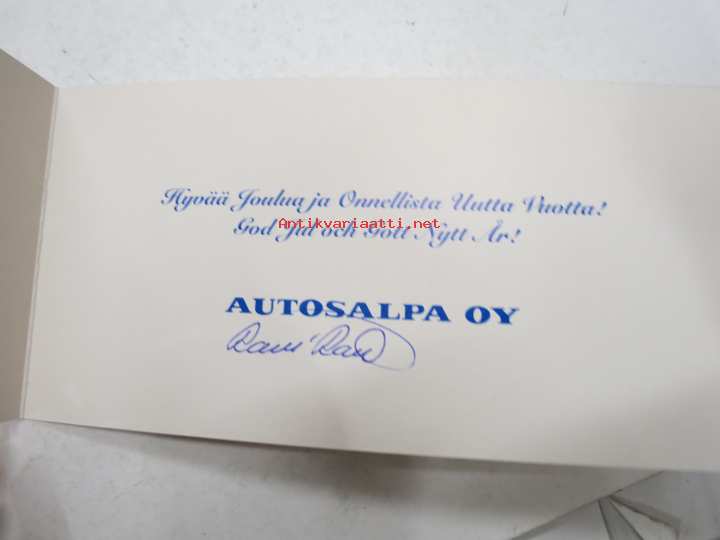 Hyvää Joulua ja Onnellista Uutta Vuotta!
Antikvariaatti.net
God Jul och Gott Nytt År!
AUTOSALPA OY